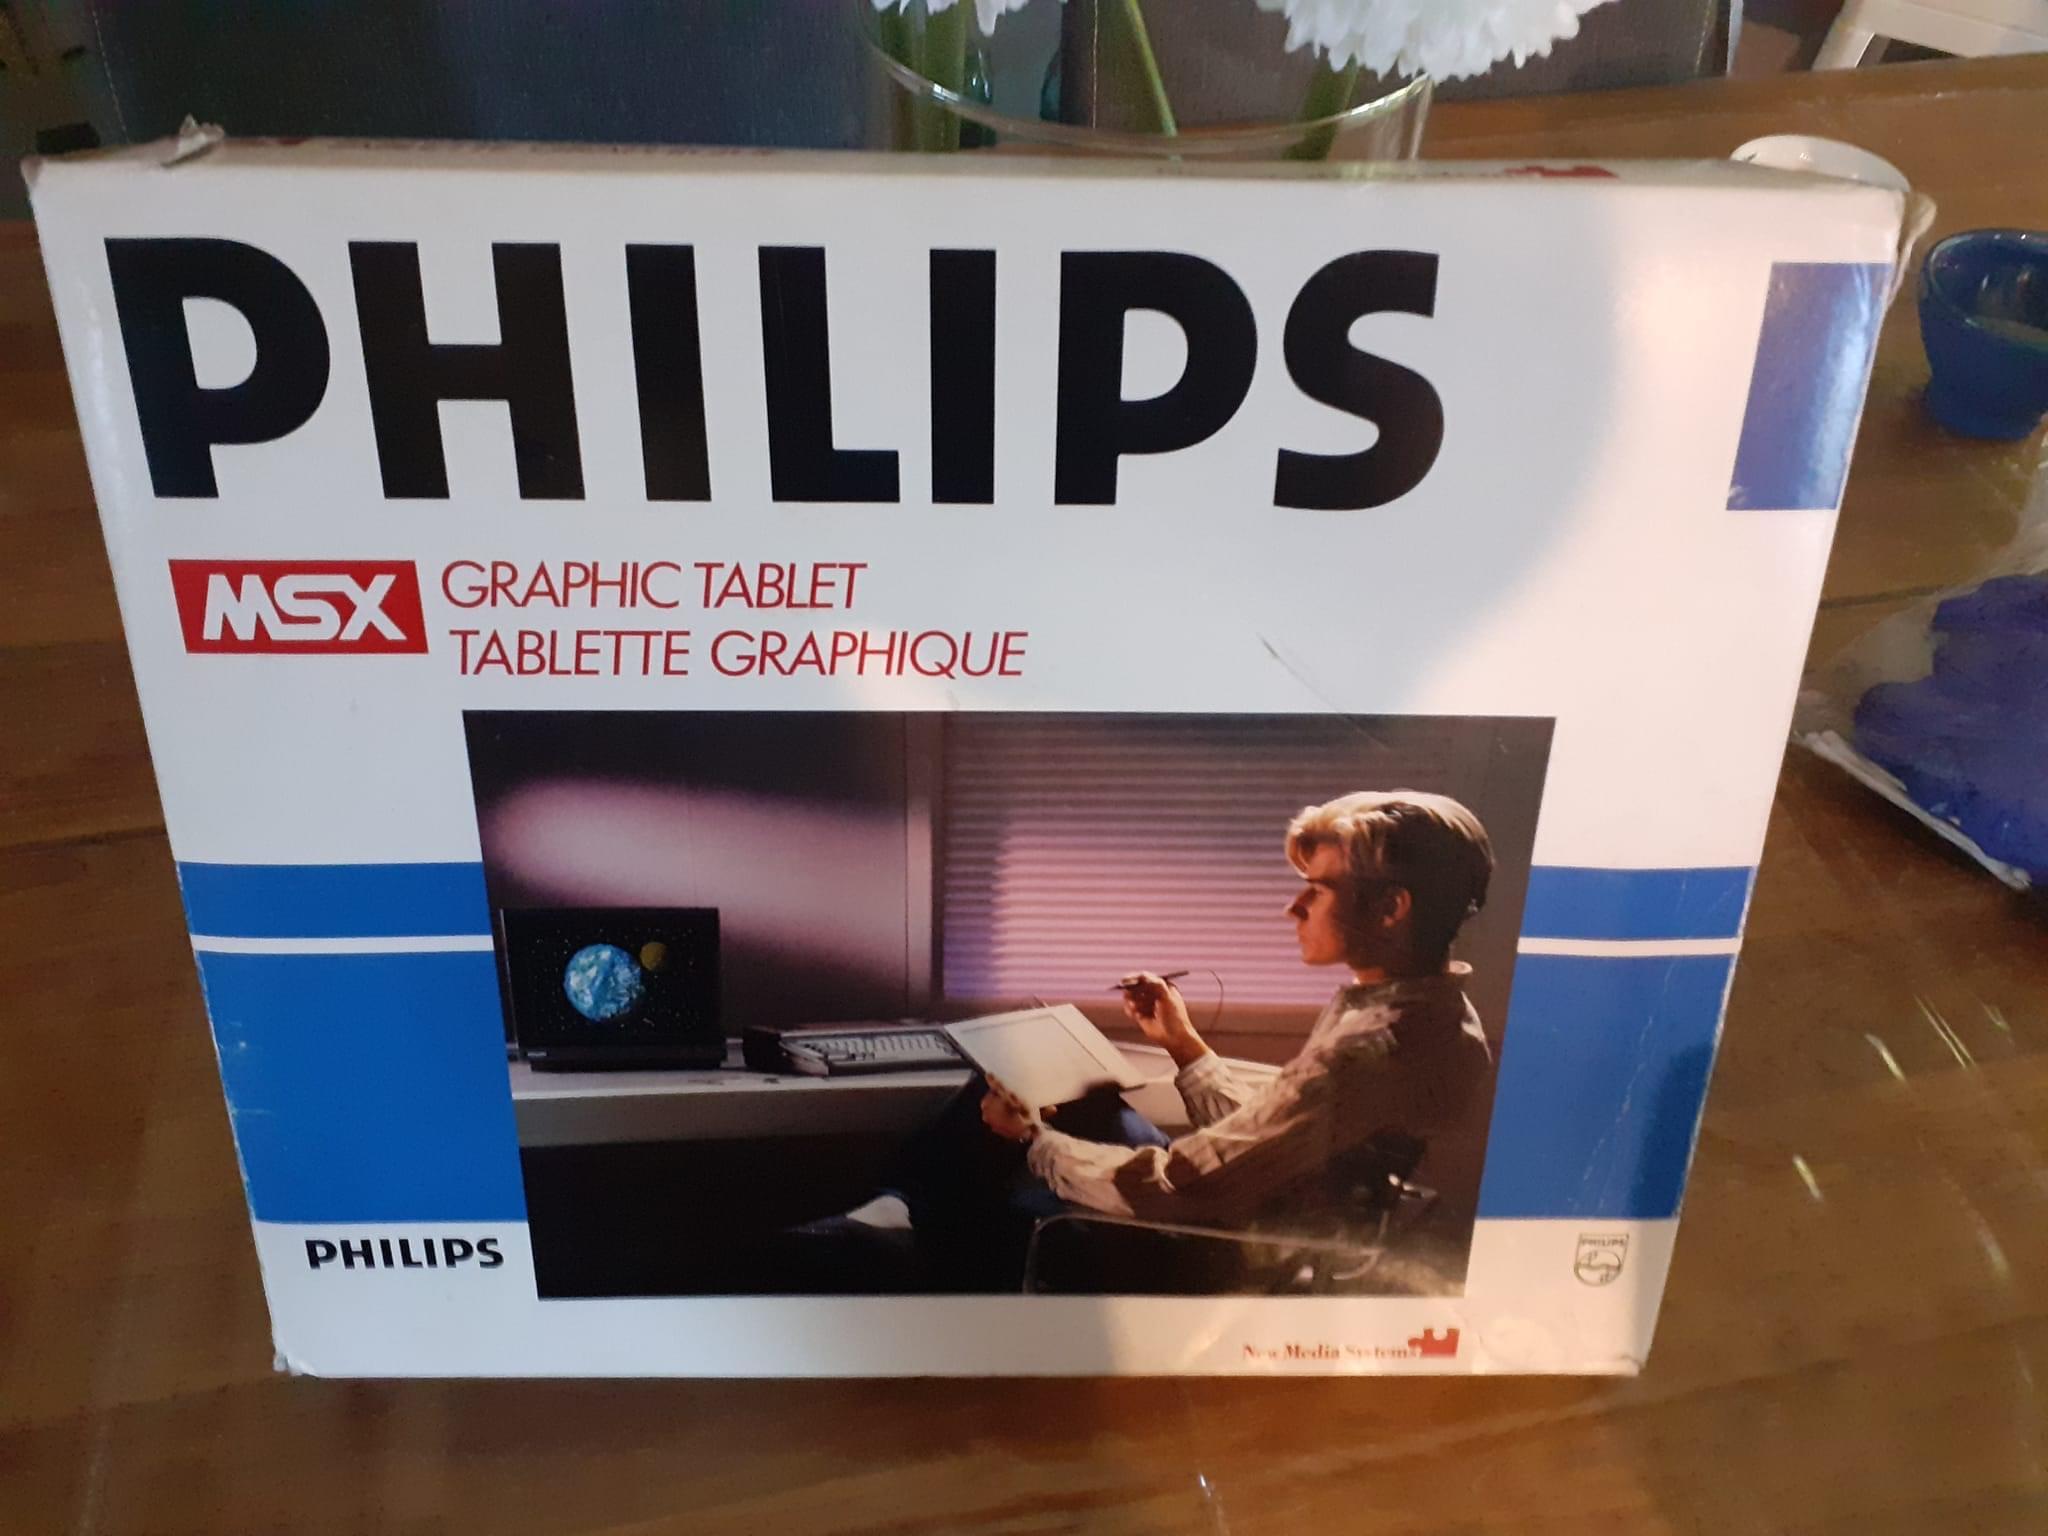 PHILIPS
MSX
GRAPHIC TABLET
TABLETTE GRAPHIQUE
PHILIPS
PHILIPS
New Media Systems